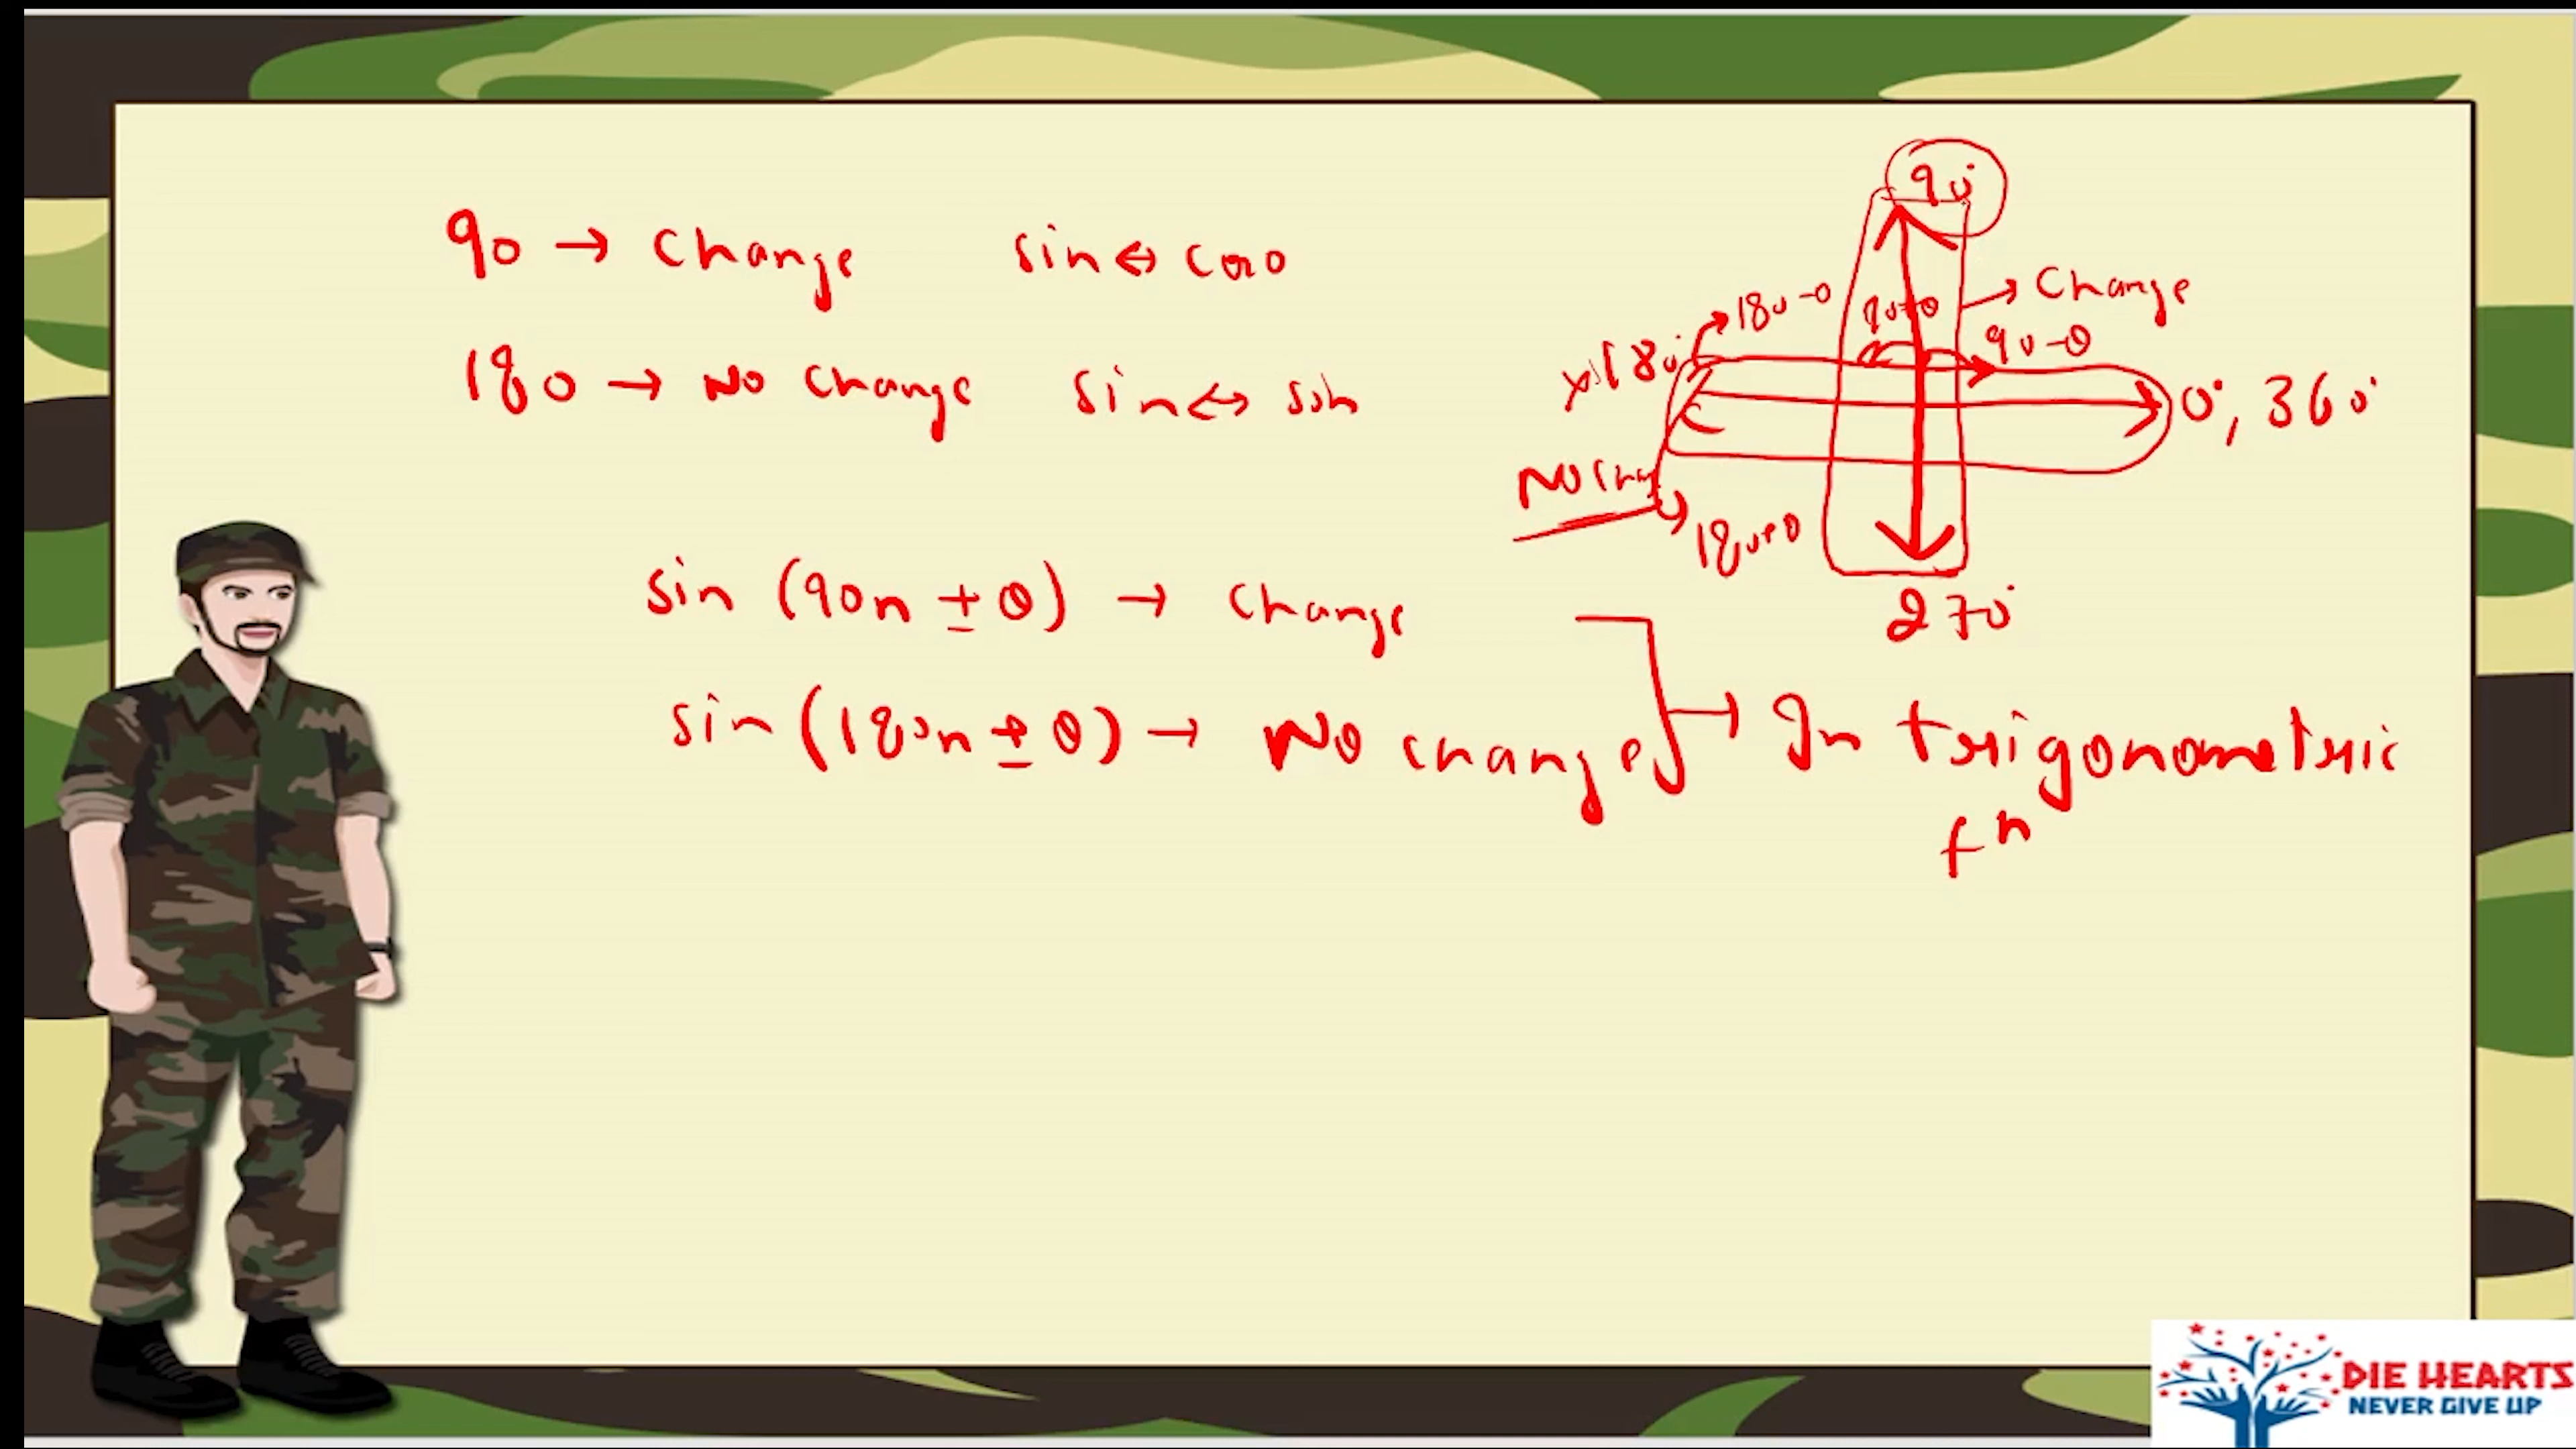 90 → Change sin ↔ cos
180 → No Change sin ↔ sin
sin (90n ± θ) → Change
sin (180n ± θ) → No change
→ In trigonometric
fn
90°
→ Change
180-θ
90+θ
90-θ
180°
0°, 360°
No Chan
180+θ
270°
DIE HEARTS
NEVER GIVE UP